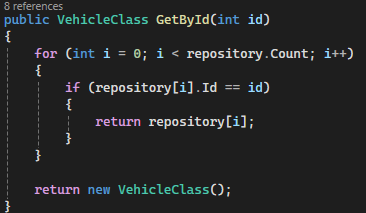 8 references
public VehicleClass GetById(int id)
{
    for (int i = 0; i < repository.Count; i++)
    {
        if (repository[i].Id == id)
        {
            return repository[i];
        }
    }

    return new VehicleClass();
}